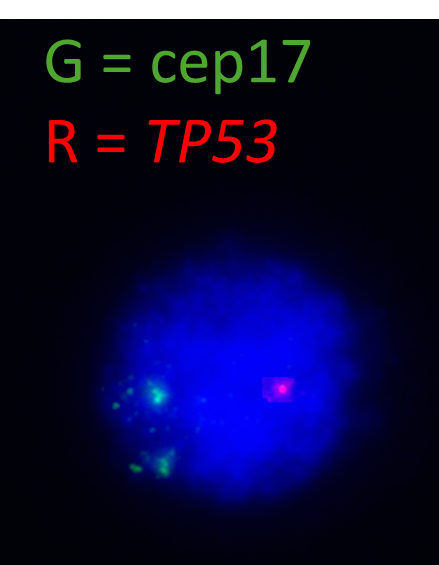 G = cep17
R = TP53